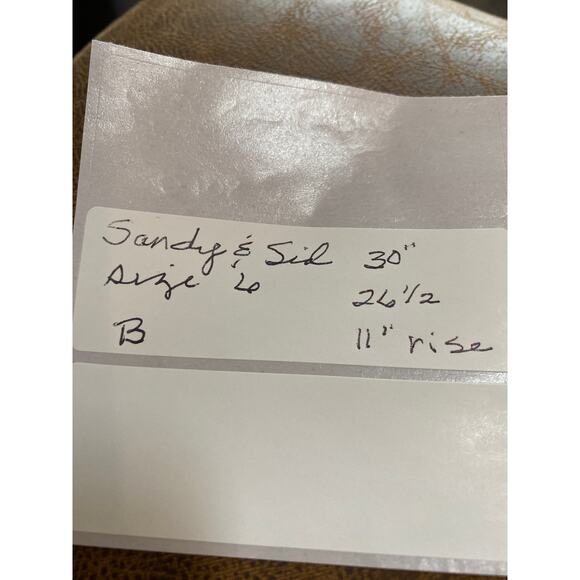 Sandy & Sid 30"
size 6 26 1/2
B 11" rise